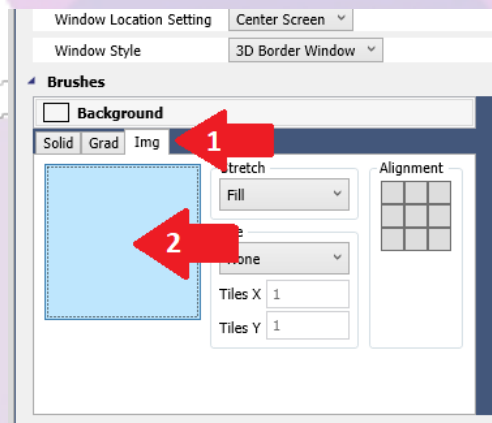 Window Location Setting Center Screen
Window Style 3D Border Window
Brushes
Background
Solid Grad Img 1
Stretch Alignment
Fill
2
None
Tiles X 1
Tiles Y 1